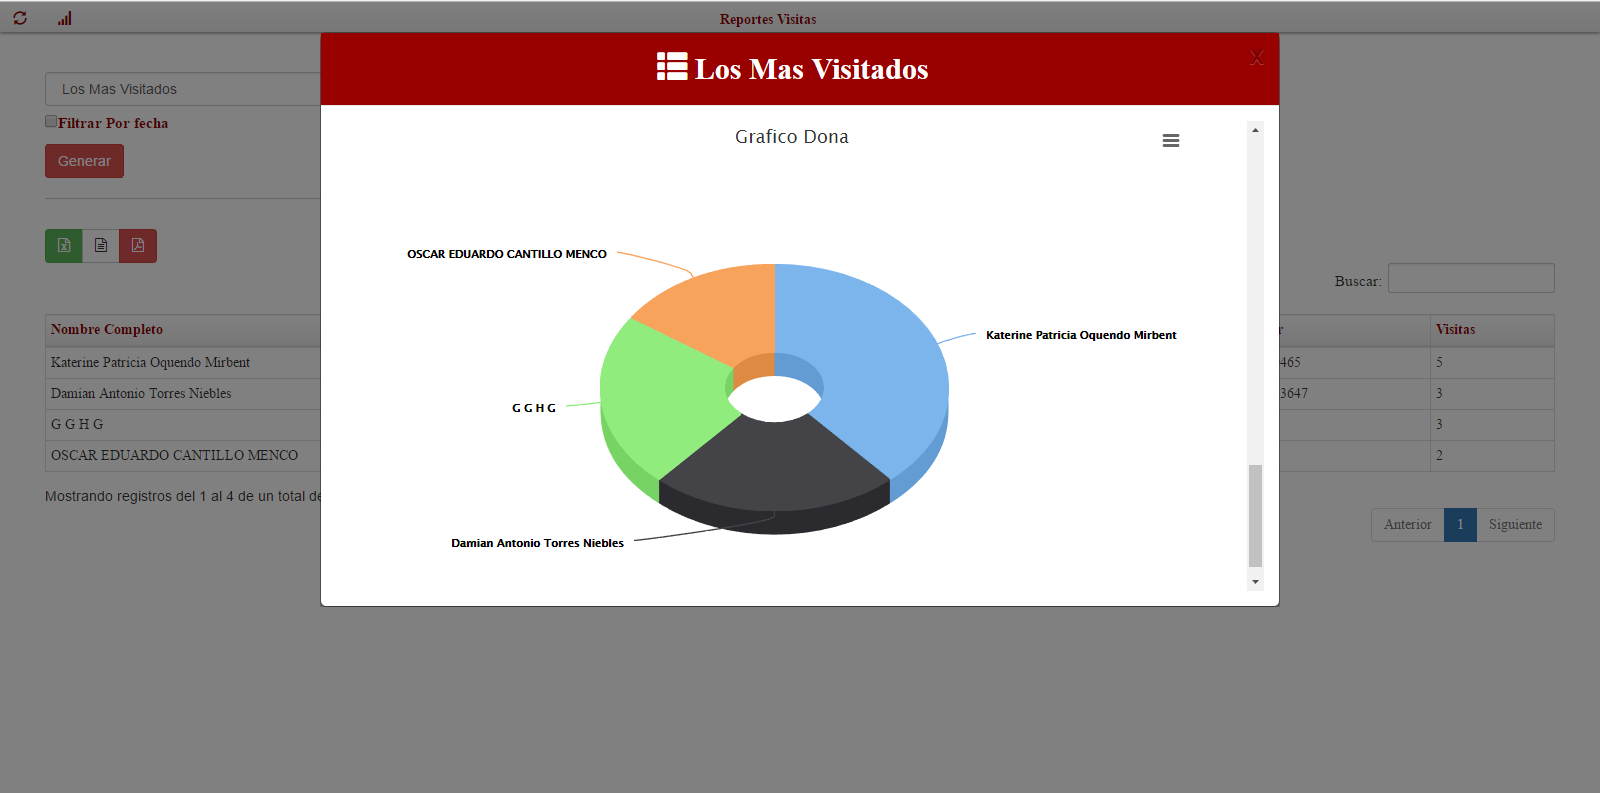 Reportes Visitas
Los Mas Visitados
X
Los Mas Visitados
Filtrar Por fecha
Generar
Grafico Dona
OSCAR EDUARDO CANTILLO MENCO
Katerine Patricia Oquendo Mirbent
G G H G
Damian Antonio Torres Niebles
Buscar:
Nombre Completo
r
Visitas
Katerine Patricia Oquendo Mirbent
465
5
Damian Antonio Torres Niebles
3647
3
G G H G
3
OSCAR EDUARDO CANTILLO MENCO
2
Mostrando registros del 1 al 4 de un total de
Anterior
1
Siguiente